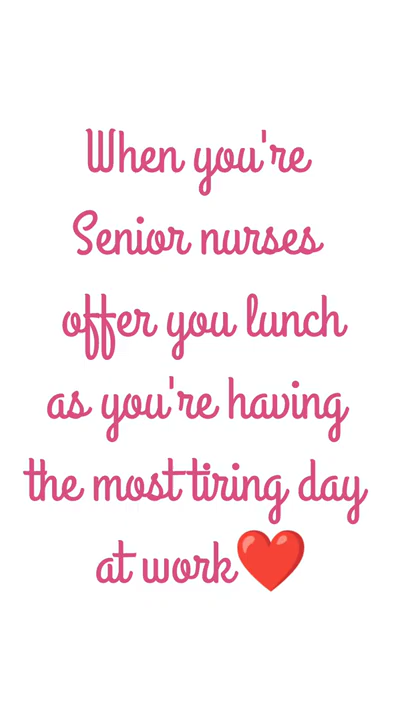 When you're
Senior nurses
offer you lunch
as you're having
the most tiring day
at work❤️